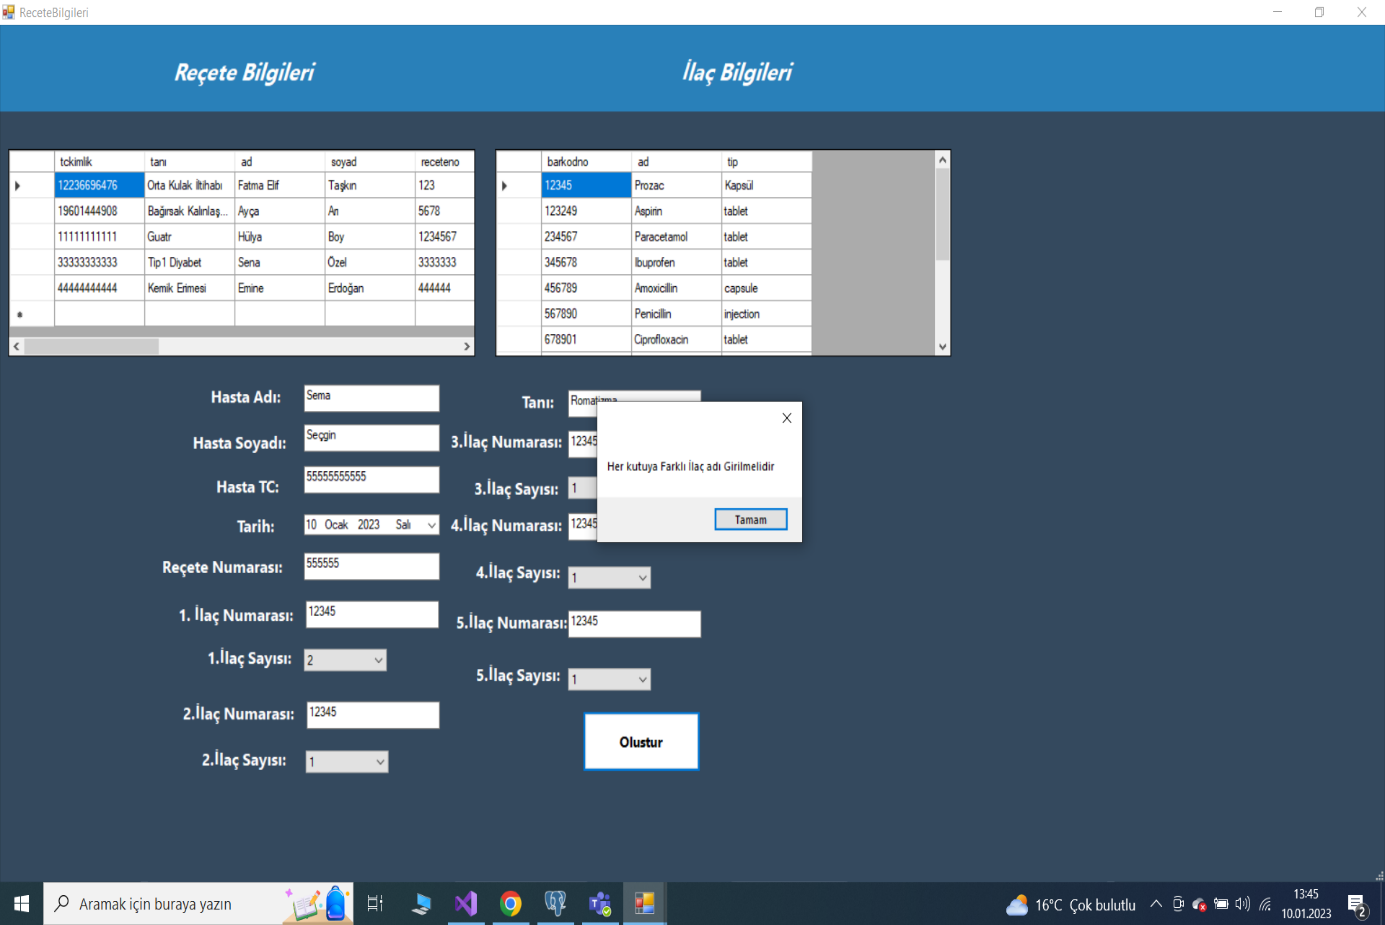 ReceteBilgileri
Reçete Bilgileri
İlaç Bilgileri
tckimlik tanı ad soyad receteno
12236696476 Orta Kulak İltihabı Fatma Elif Taşkın 123
19601444908 Bağırsak Kalınlaş... Ayça Arı 5678
11111111111 Guatr Hülya Boy 1234567
33333333333 Tip1 Diyabet Sena Özel 3333333
44444444444 Kemik Erimesi Emine Erdoğan 444444
barkodno ad tip
12345 Prozac Kapsül
123249 Aspirin tablet
234567 Paracetamol tablet
345678 Ibuprofen tablet
456789 Amoxicillin capsule
567890 Penicillin injection
678901 Ciprofloxacin tablet
Hasta Adı: Sema
Hasta Soyadı: Seçgin
Hasta TC: 55555555555
Tarih: 10 Ocak 2023 Salı
Reçete Numarası: 555555
1. İlaç Numarası: 12345
1.İlaç Sayısı: 2
2.İlaç Numarası: 12345
2.İlaç Sayısı: 1
Tanı: Romatizma
3.İlaç Numarası: 12345
3.İlaç Sayısı: 1
4.İlaç Numarası: 12345
4.İlaç Sayısı: 1
5.İlaç Numarası: 12345
5.İlaç Sayısı: 1
Her kutuya Farklı İlaç adı Girilmelidir
Tamam
Olustur
Aramak için buraya yazın
16°C Çok bulutlu
13:45
10.01.2023
2